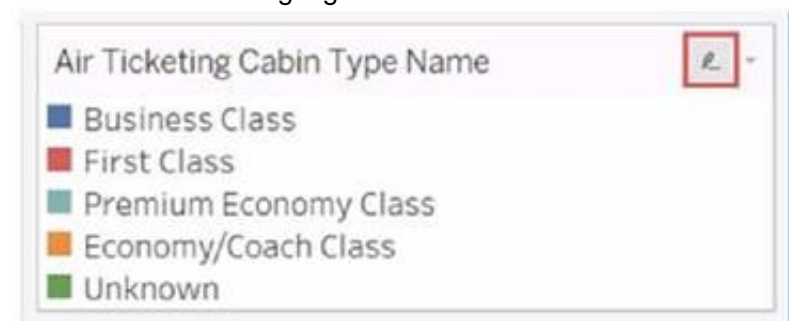 Air Ticketing Cabin Type Name
Business Class
First Class
Premium Economy Class
Economy/Coach Class
Unknown